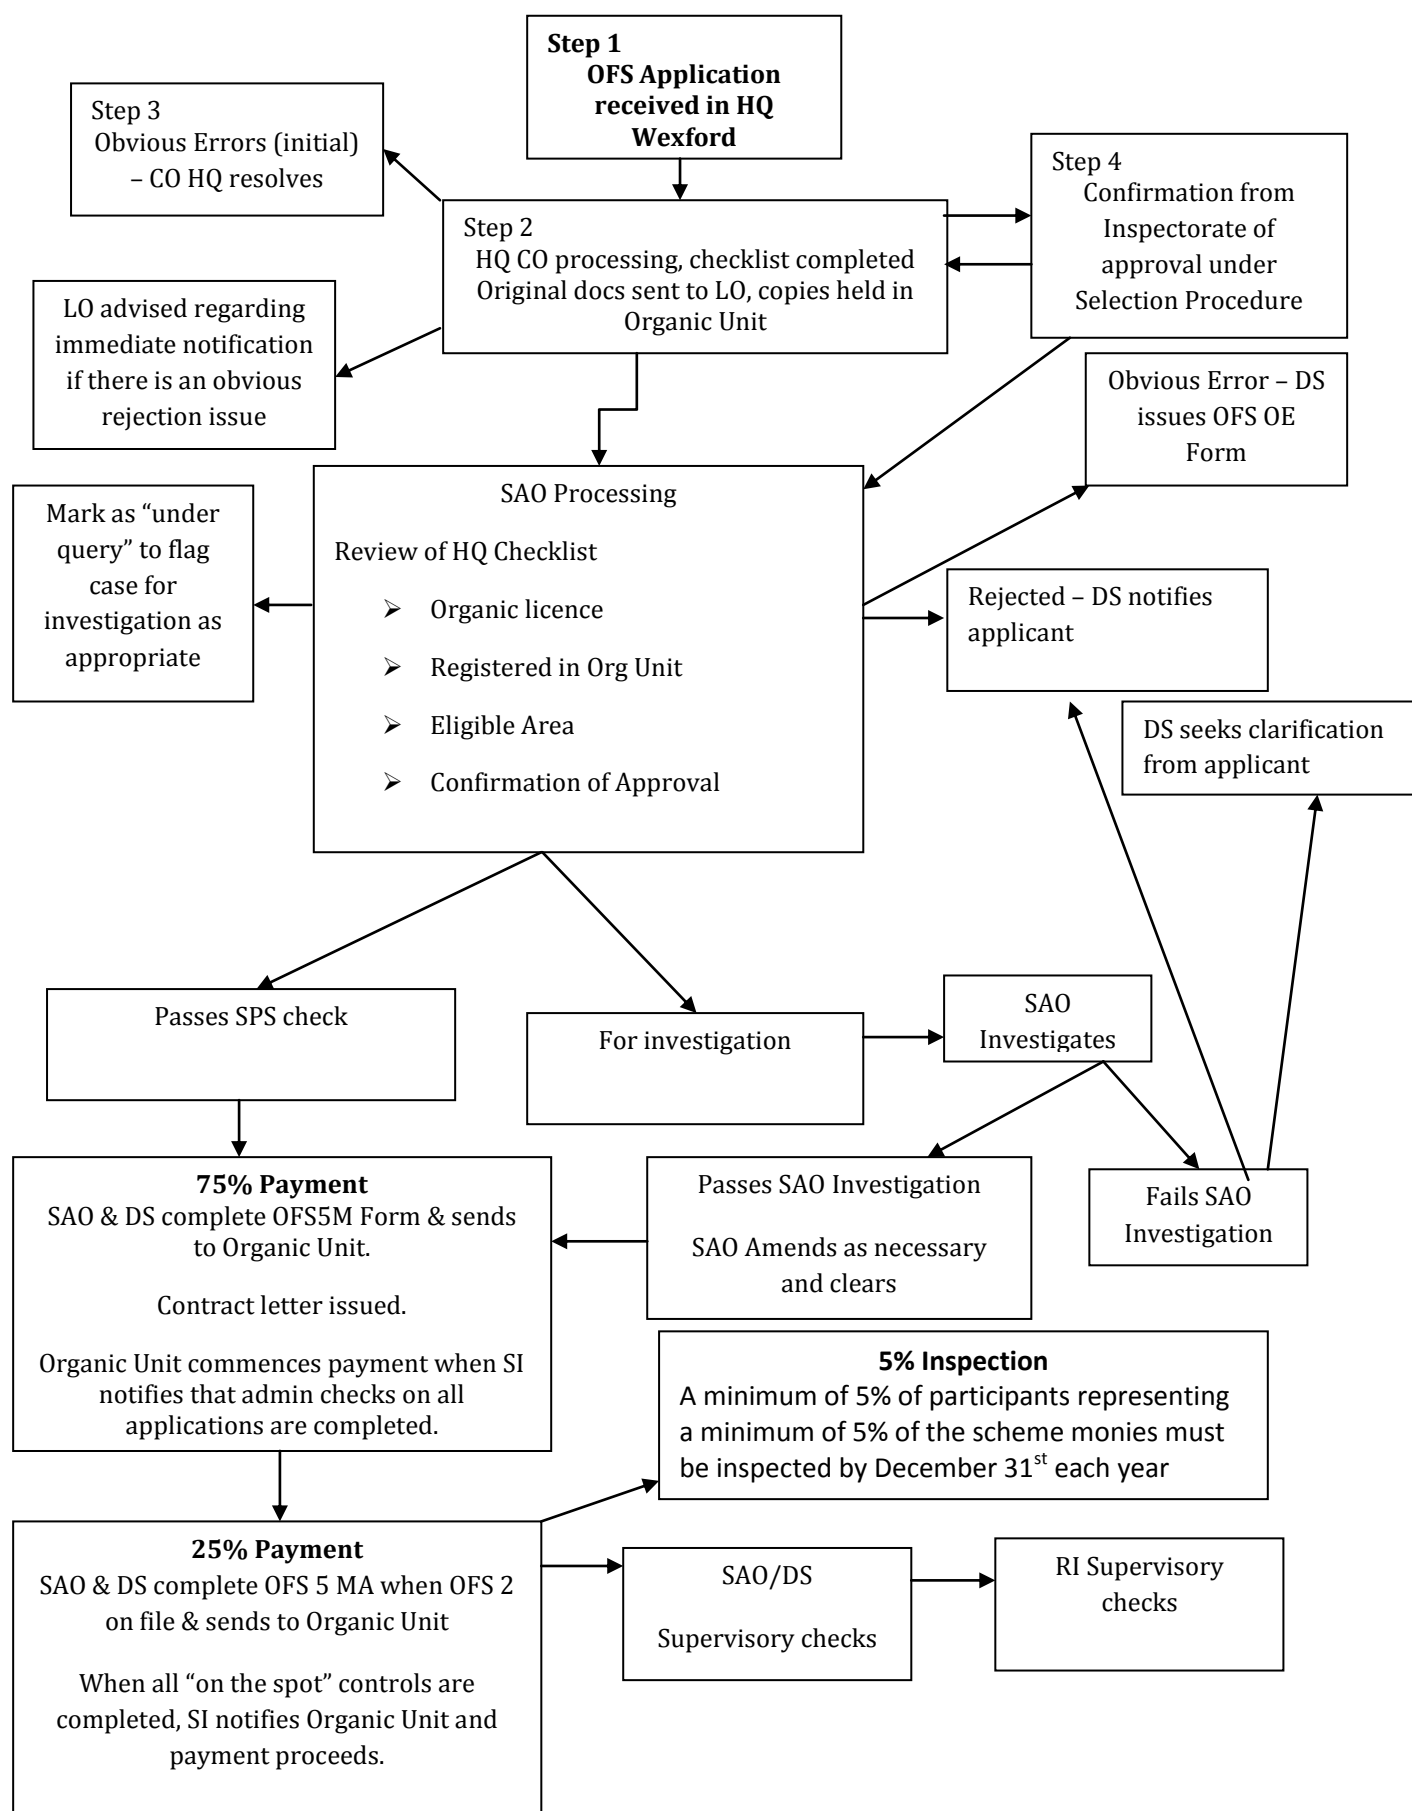 Step 1
OFS Application
received in HQ
Wexford
Step 3
Obvious Errors (initial)
– CO HQ resolves
Step 2
HQ CO processing, checklist completed
Original docs sent to LO, copies held in
Organic Unit
Step 4
Confirmation from
Inspectorate of
approval under
Selection Procedure
LO advised regarding
immediate notification
if there is an obvious
rejection issue
Obvious Error – DS
issues OFS OE
Form
SAO Processing
Review of HQ Checklist
➢ Organic licence
➢ Registered in Org Unit
➢ Eligible Area
➢ Confirmation of Approval
Mark as “under
query” to flag
case for
investigation as
appropriate
Rejected – DS notifies
applicant
DS seeks clarification
from applicant
Passes SPS check
For investigation
SAO
Investigates
75% Payment
SAO & DS complete OFS5M Form & sends
to Organic Unit.
Contract letter issued.
Organic Unit commences payment when SI
notifies that admin checks on all
applications are completed.
Passes SAO Investigation
SAO Amends as necessary
and clears
Fails SAO
Investigation
5% Inspection
A minimum of 5% of participants representing
a minimum of 5% of the scheme monies must
be inspected by December 31st each year
25% Payment
SAO & DS complete OFS 5 MA when OFS 2
on file & sends to Organic Unit
When all “on the spot” controls are
completed, SI notifies Organic Unit and
payment proceeds.
SAO/DS
Supervisory checks
RI Supervisory
checks